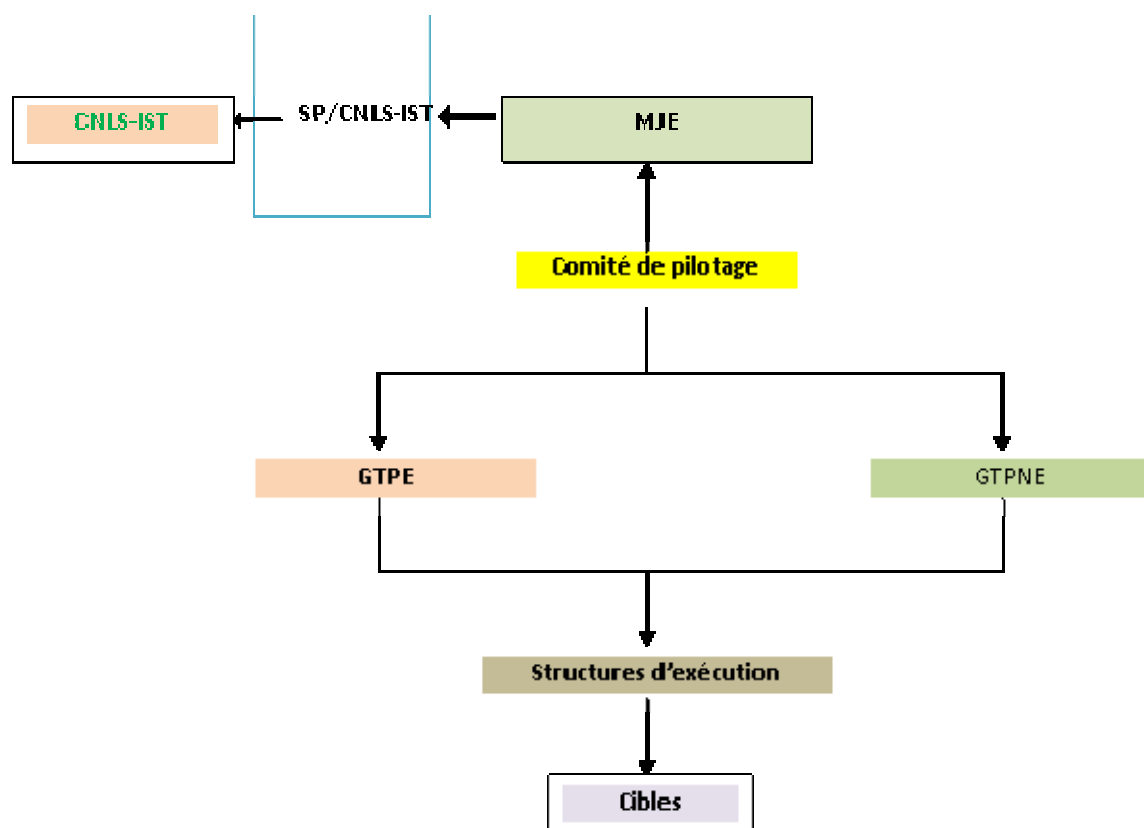 CNLS-IST
SP/CNLS-IST
MJE
Comité de pilotage
GTPE
GTPNE
Structures d'exécution
Cibles